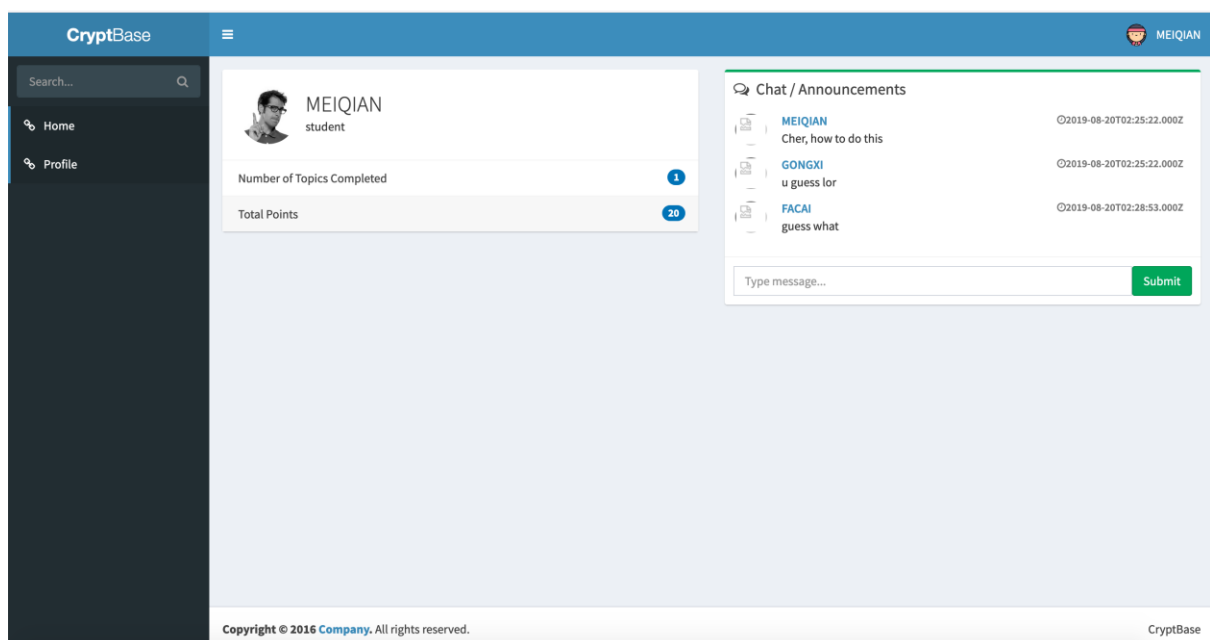 CryptBase
MEIQIAN
Search...
Home
Profile
MEIQIAN
student
Number of Topics Completed 1
Total Points 20
Chat / Announcements
MEIQIAN 2019-08-20T02:25:22.000Z
Cher, how to do this
GONGXI 2019-08-20T02:25:22.000Z
u guess lor
FACAI 2019-08-20T02:28:53.000Z
guess what
Type message... Submit
Copyright © 2016 Company. All rights reserved. CryptBase